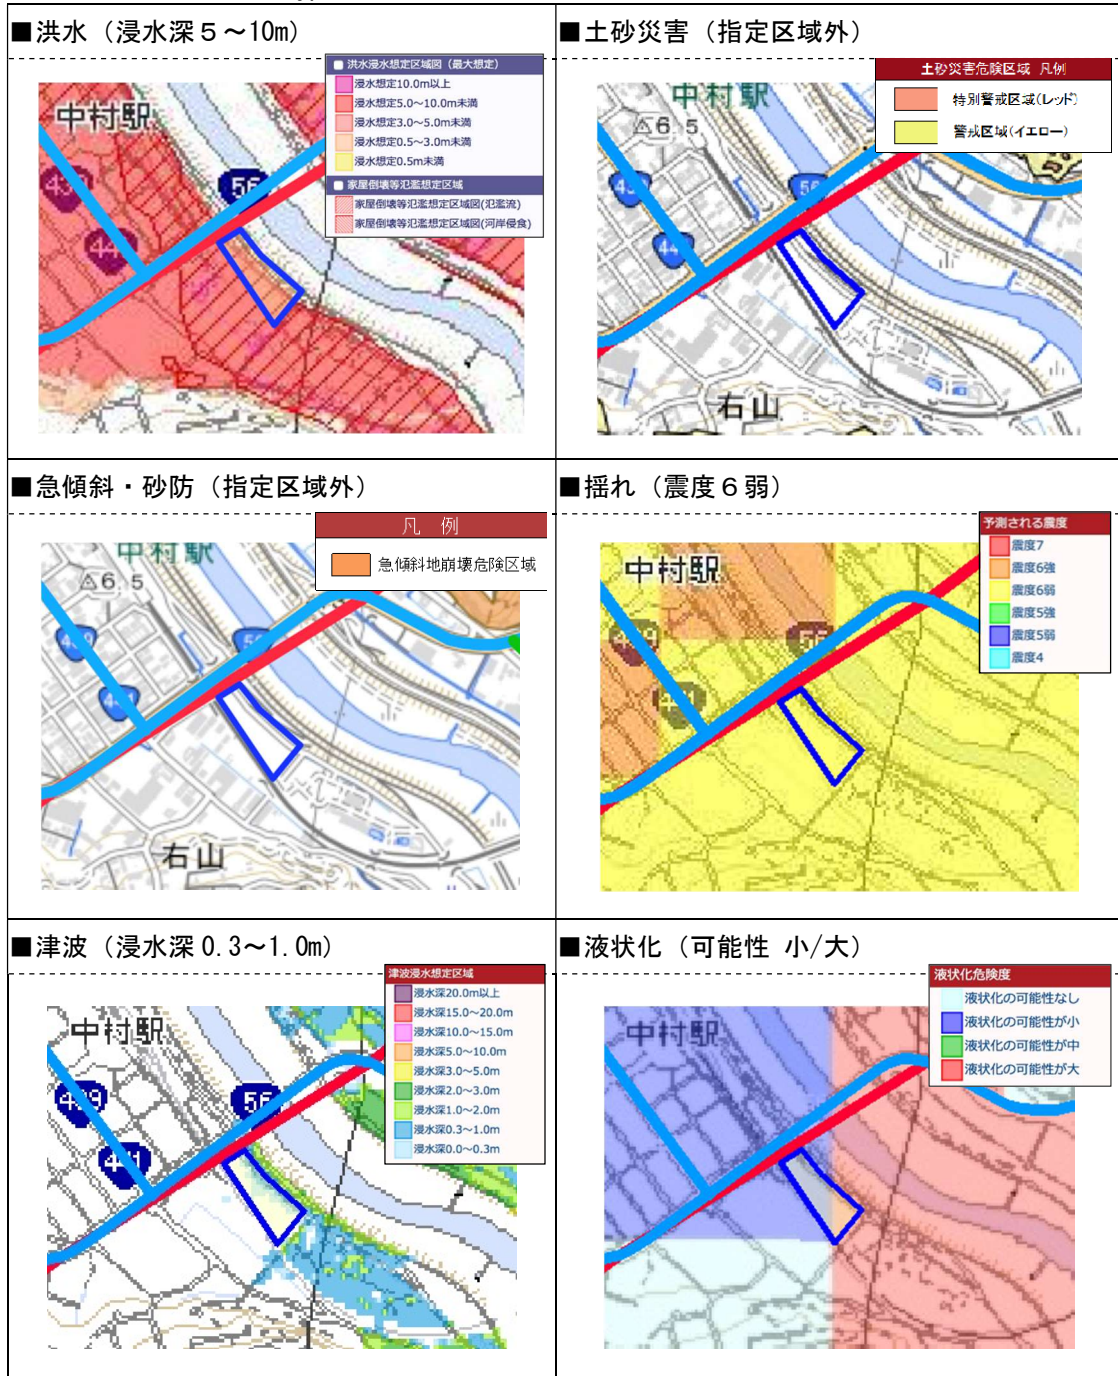 ■洪水（浸水深５～10m）
■洪水浸水想定区域図（最大想定）
浸水想定10.0m以上
浸水想定5.0～10.0m未満
浸水想定3.0～5.0m未満
浸水想定0.5～3.0m未満
浸水想定0.5m未満
■家屋倒壊等氾濫想定区域
家屋倒壊等氾濫想定区域図(氾濫流)
家屋倒壊等氾濫想定区域図(河岸侵食)
中村駅
56
■土砂災害（指定区域外）
土砂災害危険区域 凡例
特別警戒区域(レッド)
警戒区域(イエロー)
中村駅
△6.5
右山
■急傾斜・砂防（指定区域外）
凡 例
急傾斜地崩壊危険区域
中村駅
△6.5
右山
■揺れ（震度６弱）
予測される震度
震度7
震度6強
震度6弱
震度5強
震度5弱
震度4
中村駅
■津波（浸水深0.3～1.0m）
津波浸水想定区域
浸水深20.0m以上
浸水深15.0～20.0m
浸水深10.0～15.0m
浸水深5.0～10.0m
浸水深3.0～5.0m
浸水深2.0～3.0m
浸水深1.0～2.0m
浸水深0.3～1.0m
浸水深0.0～0.3m
中村駅
439
56
441
■液状化（可能性 小/大）
液状化危険度
液状化の可能性なし
液状化の可能性が小
液状化の可能性が中
液状化の可能性が大
中村駅